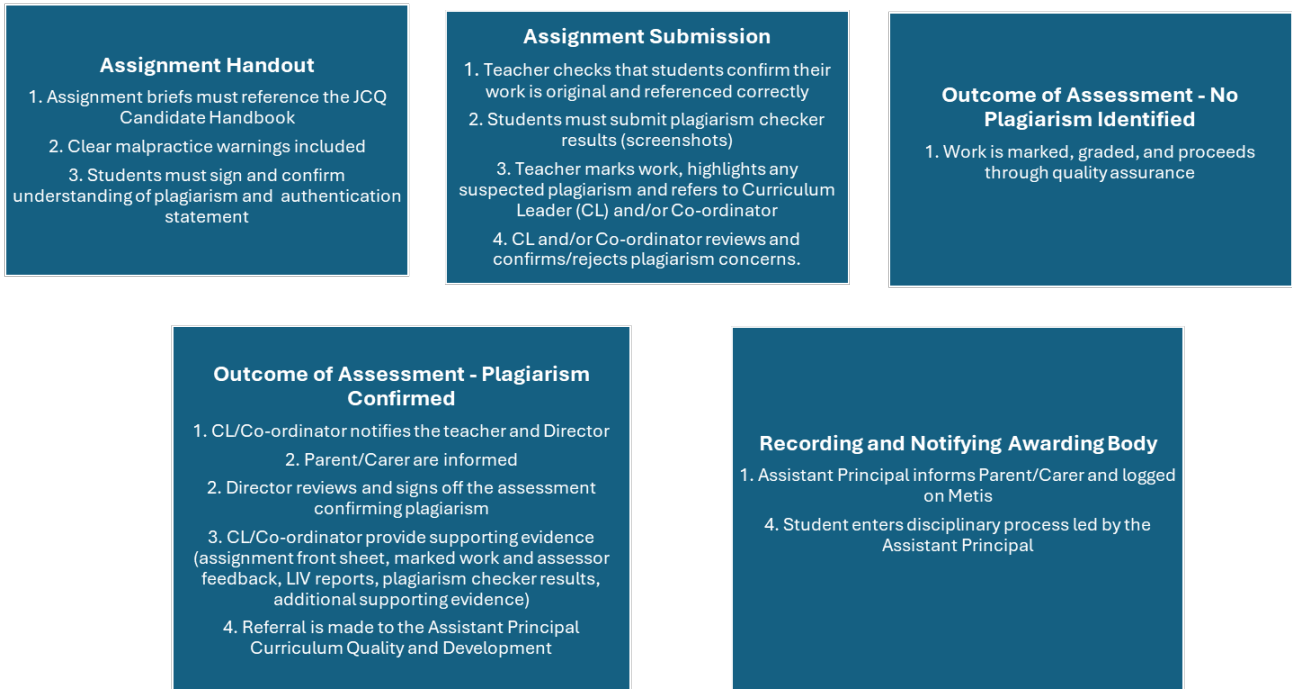 Assignment Handout
1. Assignment briefs must reference the JCQ
Candidate Handbook
2. Clear malpractice warnings included
3. Students must sign and confirm
understanding of plagiarism and authentication
statement
Assignment Submission
1. Teacher checks that students confirm their
work is original and referenced correctly
2. Students must submit plagiarism checker
results (screenshots)
3. Teacher marks work, highlights any
suspected plagiarism and refers to Curriculum
Leader (CL) and/or Co-ordinator
4. CL and/or Co-ordinator reviews and
confirms/rejects plagiarism concerns.
Outcome of Assessment - No
Plagiarism Identified
1. Work is marked, graded, and proceeds
through quality assurance
Outcome of Assessment - Plagiarism
Confirmed
1. CL/Co-ordinator notifies the teacher and Director
2. Parent/Carer are informed
2. Director reviews and signs off the assessment
confirming plagiarism
3. CL/Co-ordinator provide supporting evidence
(assignment front sheet, marked work and assessor
feedback, LIV reports, plagiarism checker results,
additional supporting evidence)
4. Referral is made to the Assistant Principal
Curriculum Quality and Development
Recording and Notifying Awarding Body
1. Assistant Principal informs Parent/Carer and logged
on Metis
4. Student enters disciplinary process led by the
Assistant Principal